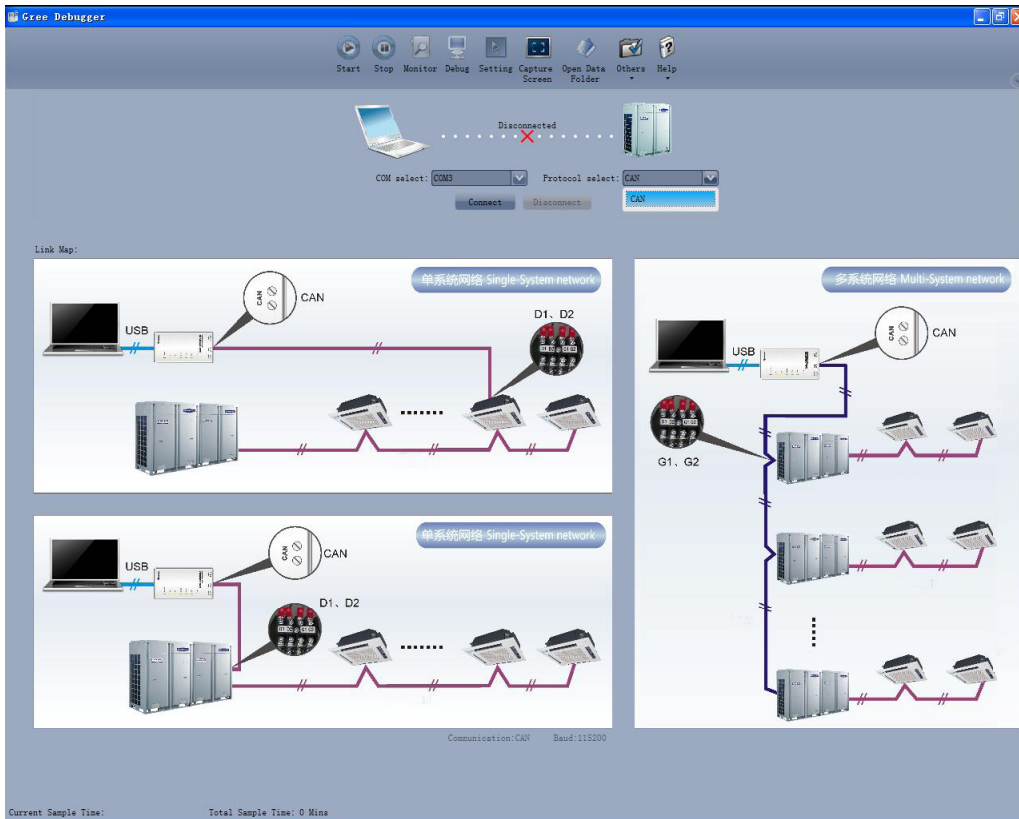 Gree Debugger
Start Stop Monitor Debug Setting Capture Screen Open Data Folder Others Help
Disconnected
COM select: COM3 Protocol select: CAN
Connect Disconnect CAN
Link Map:
单系统网络 Single-System network
CAN CAN
USB
D1、D2
多系统网络 Multi-System network
CAN CAN
USB
G1、G2
单系统网络 Single-System network
CAN CAN
USB
D1、D2
Communication:CAN Baud:115200
Current Sample Time: Total Sample Time: 0 Mins